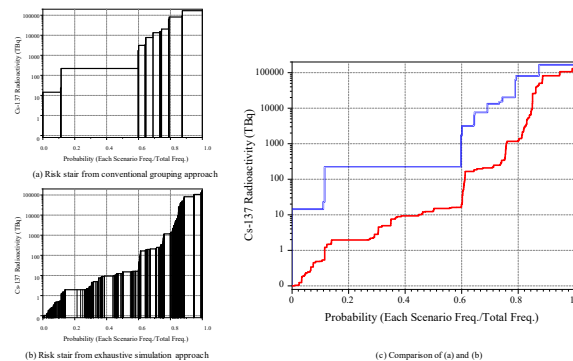 100000
10000
1000
100
10
1
0
Cs-137 Radioactivity (TBq)
0.0 0.2 0.4 0.6 0.8 1.0
Probability (Each Scenario Freq./Total Freq.)
(a) Risk stair from conventional grouping approach
100000
10000
1000
100
10
1
0
Cs-137 Radioactivity (TBq)
0.0 0.2 0.4 0.6 0.8 1.0
Probability (Each Scenario Freq./Total Freq.)
(b) Risk stair from exhaustive simulation approach
100000
10000
1000
100
10
1
0
Cs-137 Radioactivity (TBq)
0 0.2 0.4 0.6 0.8 1
Probability (Each Scenario Freq./Total Freq.)
(c) Comparison of (a) and (b)